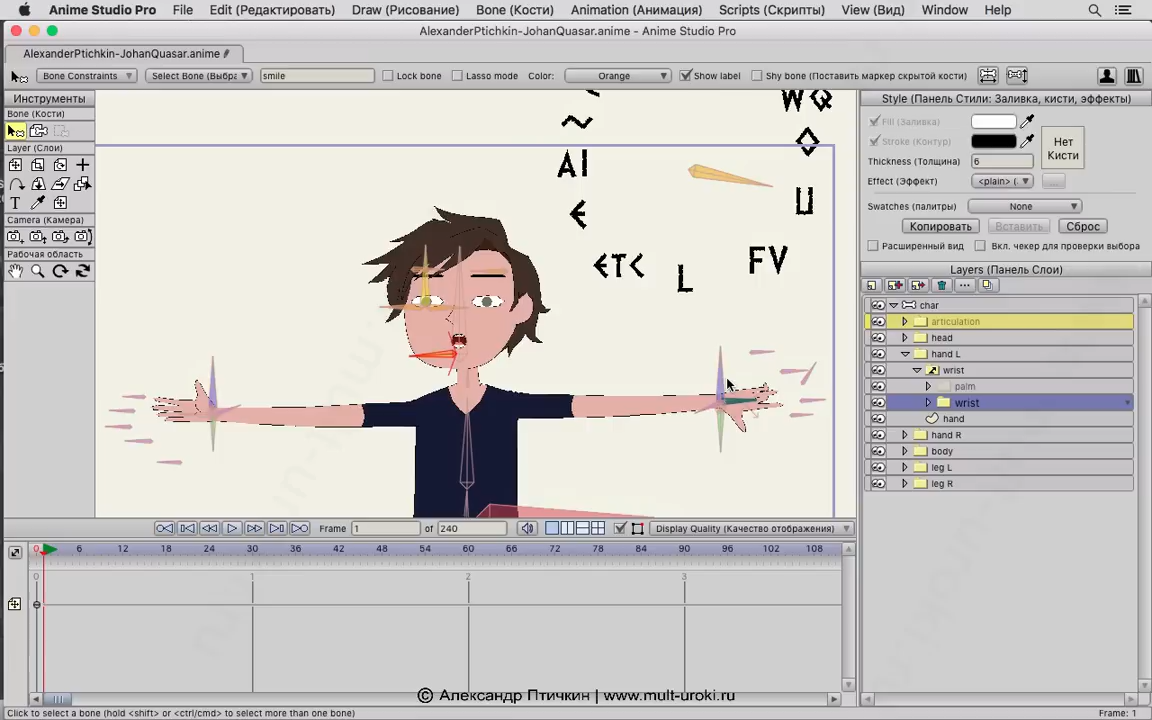 Anime Studio Pro File Edit (Редактирование) Draw (Рисование) Bone (Кости) Animation (Анимация) Scripts (Скрипты) View (Вид) Window Help
AlexanderPtichkin-JohanQuasar.anime - Anime Studio Pro
AlexanderPtichkin-JohanQuasar.anime
Bone Constraints Select Bone (Выбра smile Lock bone Lasso mode Color: Orange Show label Shy bone (Поставить маркер скрытой кости)
Инструменты
Bone (Кости)
Layer (Слои)
T
Camera (Камера)
Рабочая область
WQ
AI
E
U
ETC
L
FV
Style (Панель Стили: Заливка, кисти, эффекты)
Fill (Заливка)
Stroke (Контур)
Нет
Кисти
Thickness (Толщина) 6
Effect (Эффект) <plain> (
Swatches (палитры) None
Копировать Вставить Сброс
Расширенный вид Вкл. чекер для проверки выбора
Layers (Панель Слои)
char
articulation
head
hand L
wrist
palm
wrist
hand
hand R
body
leg L
leg R
Frame 1 of 240 Display Quality (Качество отображения)
0 6 12 18 24 30 36 42 48 54 60 66 72 78 84 90 96 102 108
0 1 2 3
© Александр Птичкин | www.mult-uroki.ru
Click to select a bone (hold <shift> or <ctrl/cmd> to select more than one bone) Frame: 1